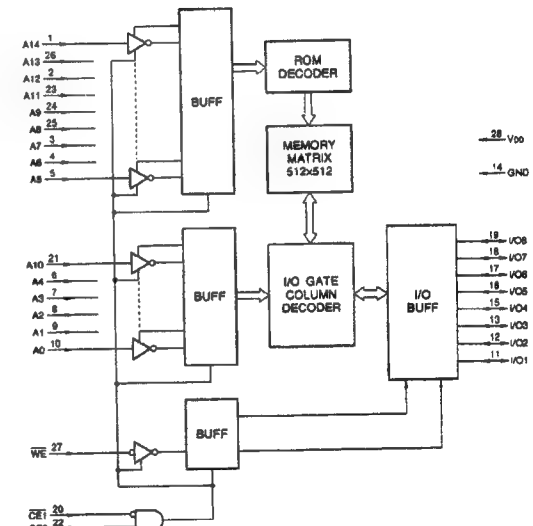 A14 1
A13 26
A12 2
A11 23
A9 24
A8 25
A7 3
A6 4
A5 5
BUFF
ROM
DECODER
MEMORY
MATRIX
512x512
28 VDD
14 GND
A10 21
A4 6
A3 7
A2 8
A1 9
A0 10
BUFF
I/O GATE
COLUMN
DECODER
I/O
BUFF
19 I/O8
18 I/O7
17 I/O6
16 I/O5
15 I/O4
13 I/O3
12 I/O2
11 I/O1
WE 27
BUFF
CE1 20
22